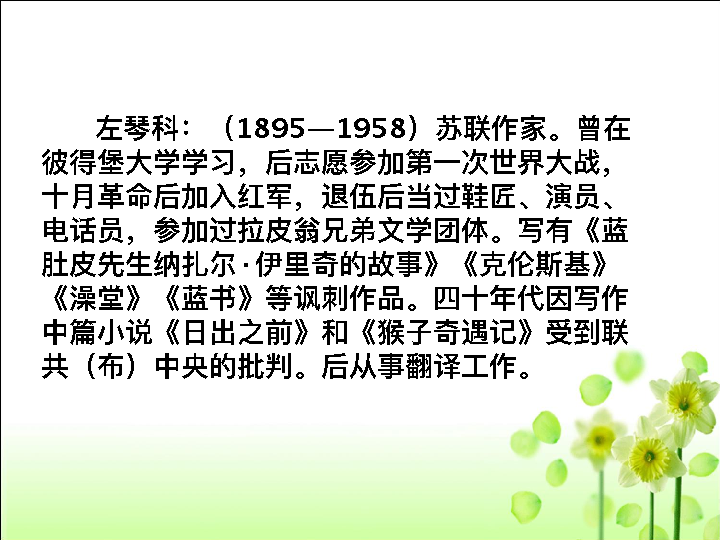 左琴科：（1895—1958）苏联作家。曾在
彼得堡大学学习，后志愿参加第一次世界大战，
十月革命后加入红军，退伍后当过鞋匠、演员、
电话员，参加过拉皮翁兄弟文学团体。写有《蓝
肚皮先生纳扎尔·伊里奇的故事》《克伦斯基》
《澡堂》《蓝书》等讽刺作品。四十年代因写作
中篇小说《日出之前》和《猴子奇遇记》受到联
共（布）中央的批判。后从事翻译工作。